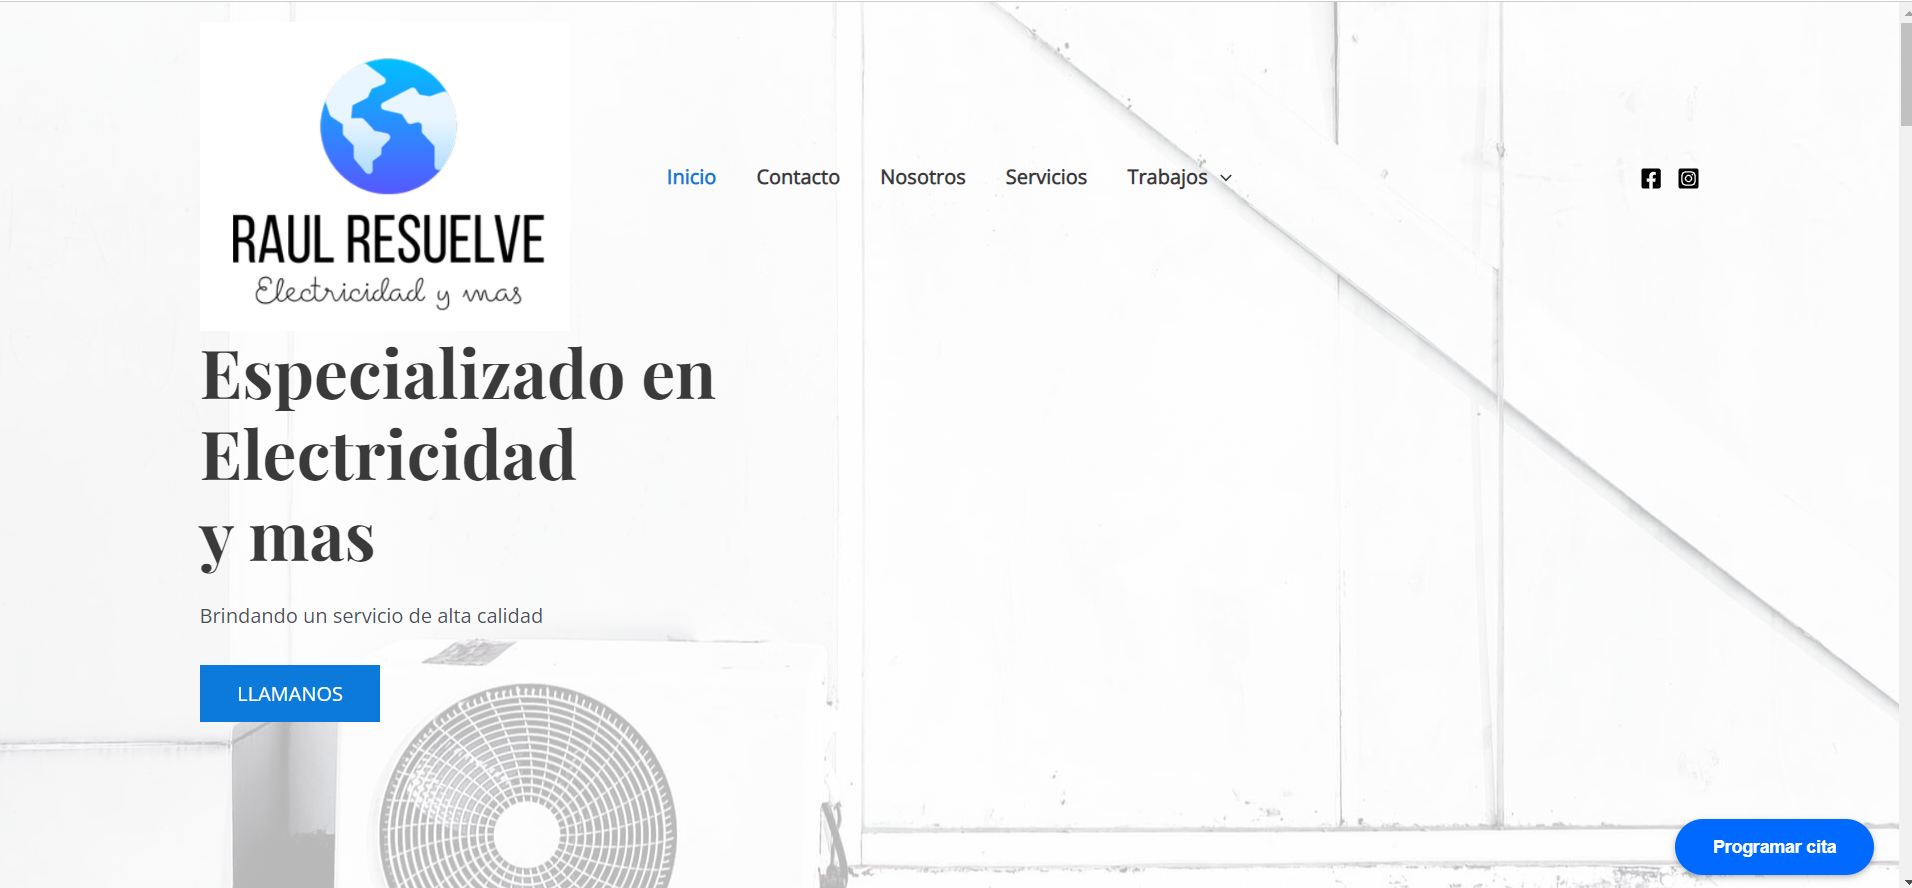 RAUL RESUELVE
Electricidad y mas
Inicio Contacto Nosotros Servicios Trabajos
Especializado en
Electricidad
y mas
Brindando un servicio de alta calidad
LLAMANOS
Programar cita